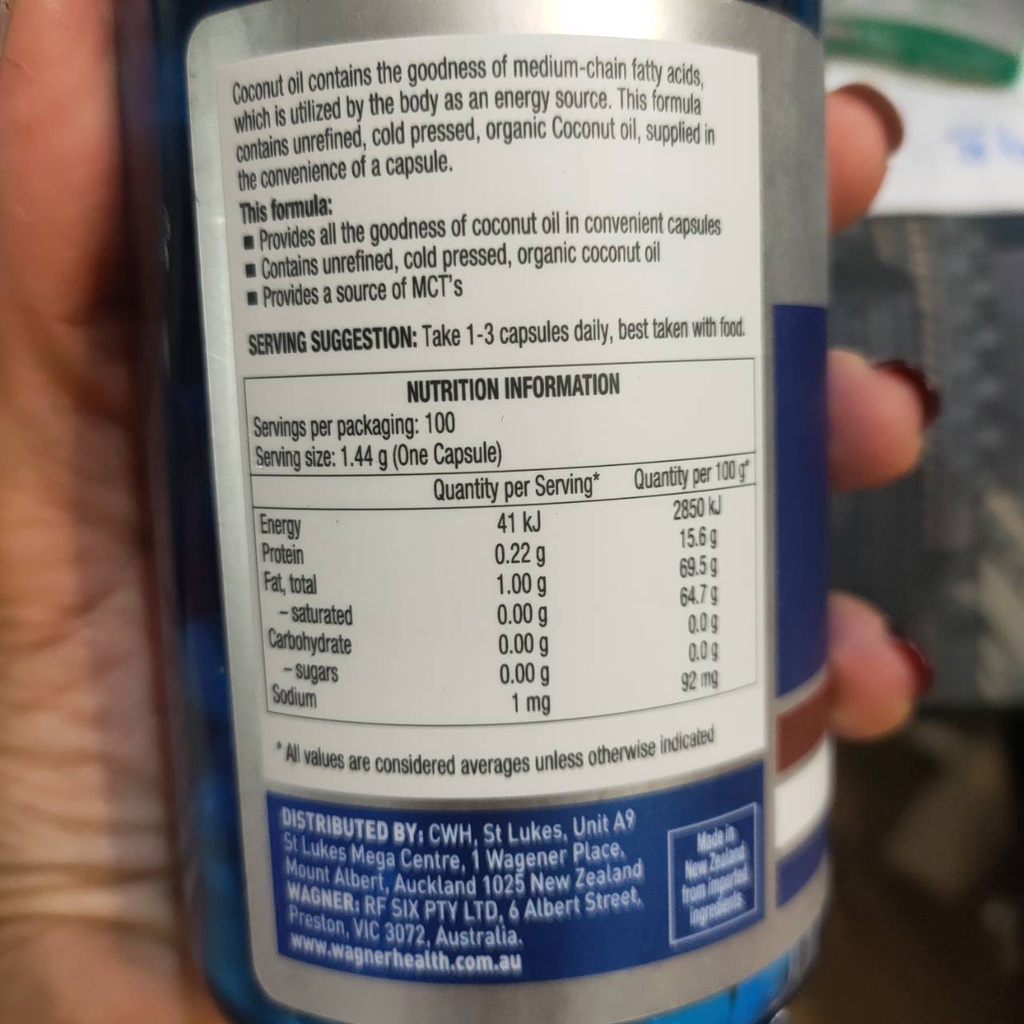 Coconut oil contains the goodness of medium-chain fatty acids,
which is utilized by the body as an energy source. This formula
contains unrefined, cold pressed, organic Coconut oil, supplied in
the convenience of a capsule.
This formula:
■ Provides all the goodness of coconut oil in convenient capsules
■ Contains unrefined, cold pressed, organic coconut oil
■ Provides a source of MCT's
SERVING SUGGESTION: Take 1-3 capsules daily, best taken with food.
NUTRITION INFORMATION
Servings per packaging: 100
Serving size: 1.44 g (One Capsule)
Quantity per Serving* Quantity per 100 g*
Energy 41 kJ 2850 kJ
Protein 0.22 g 15.6 g
Fat, total 1.00 g 69.5 g
– saturated 0.00 g 64.7 g
Carbohydrate 0.00 g 0.0 g
– sugars 0.00 g 0.0 g
Sodium 1 mg 92 mg
* All values are considered averages unless otherwise indicated
DISTRIBUTED BY: CWH, St Lukes, Unit A9
St Lukes Mega Centre, 1 Wagener Place,
Mount Albert, Auckland 1025 New Zealand
WAGNER: RF SIX PTY LTD, 6 Albert Street,
Preston, VIC 3072, Australia.
www.wagnerhealth.com.au
Made in
New Zealand
from imported
ingredients